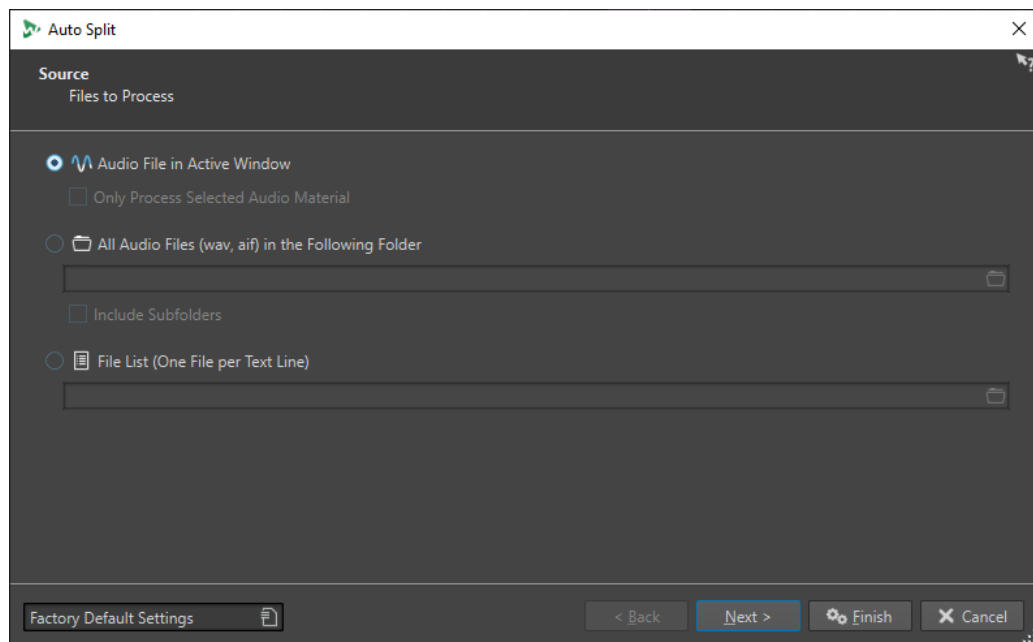 Auto Split
Source
Files to Process
Audio File in Active Window
Only Process Selected Audio Material
All Audio Files (wav, aif) in the Following Folder
Include Subfolders
File List (One File per Text Line)
Factory Default Settings
< Back
Next >
Finish
Cancel